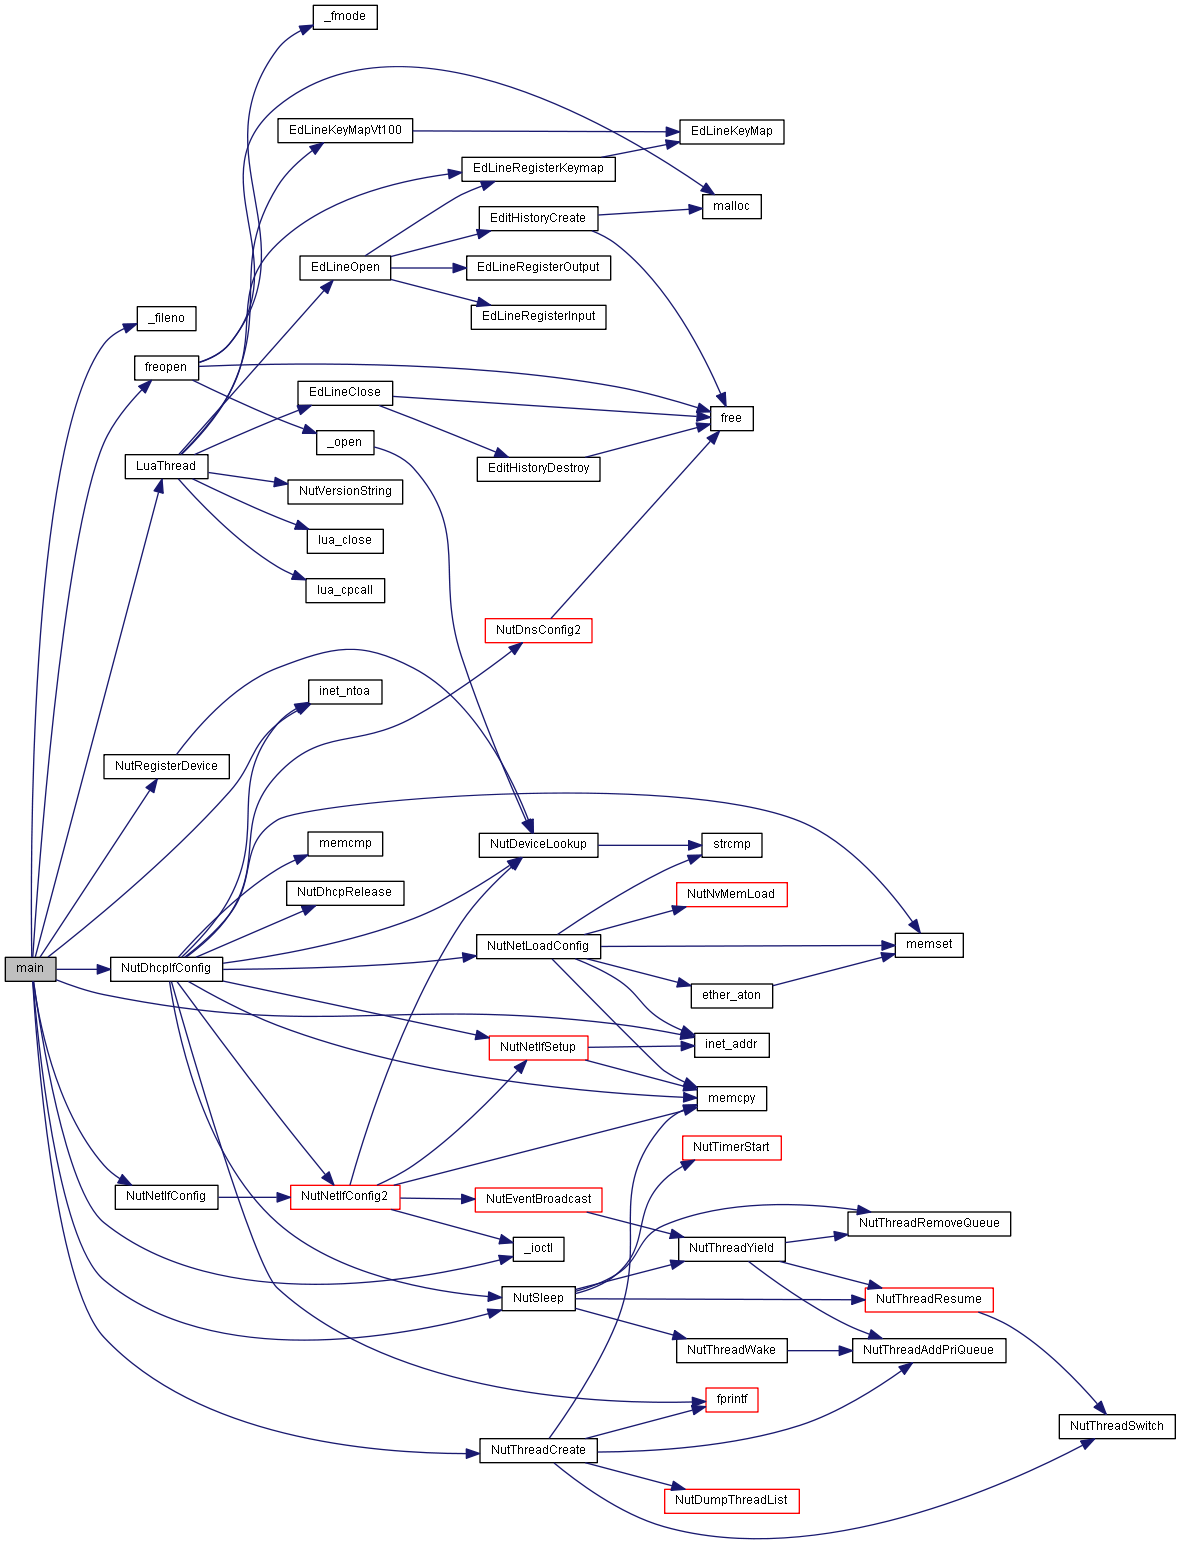 _fmode
EdLineKeyMapVt100
EdLineKeyMap
EdLineRegisterKeymap
malloc
EditHistoryCreate
EdLineOpen
EdLineRegisterOutput
EdLineRegisterInput
_fileno
freopen
EdLineClose
free
_open
LuaThread
EditHistoryDestroy
NutVersionString
lua_close
lua_cpcall
NutDnsConfig2
inet_ntoa
NutRegisterDevice
memcmp
NutDeviceLookup
strcmp
NutDhcpRelease
NutNvMemLoad
NutNetLoadConfig
memset
main
NutDhcpIfConfig
ether_aton
NutNetIfSetup
inet_addr
memcpy
NutTimerStart
NutNetIfConfig
NutNetIfConfig2
NutEventBroadcast
NutThreadRemoveQueue
_ioctl
NutThreadYield
NutSleep
NutThreadResume
NutThreadWake
NutThreadAddPriQueue
fprintf
NutThreadSwitch
NutThreadCreate
NutDumpThreadList